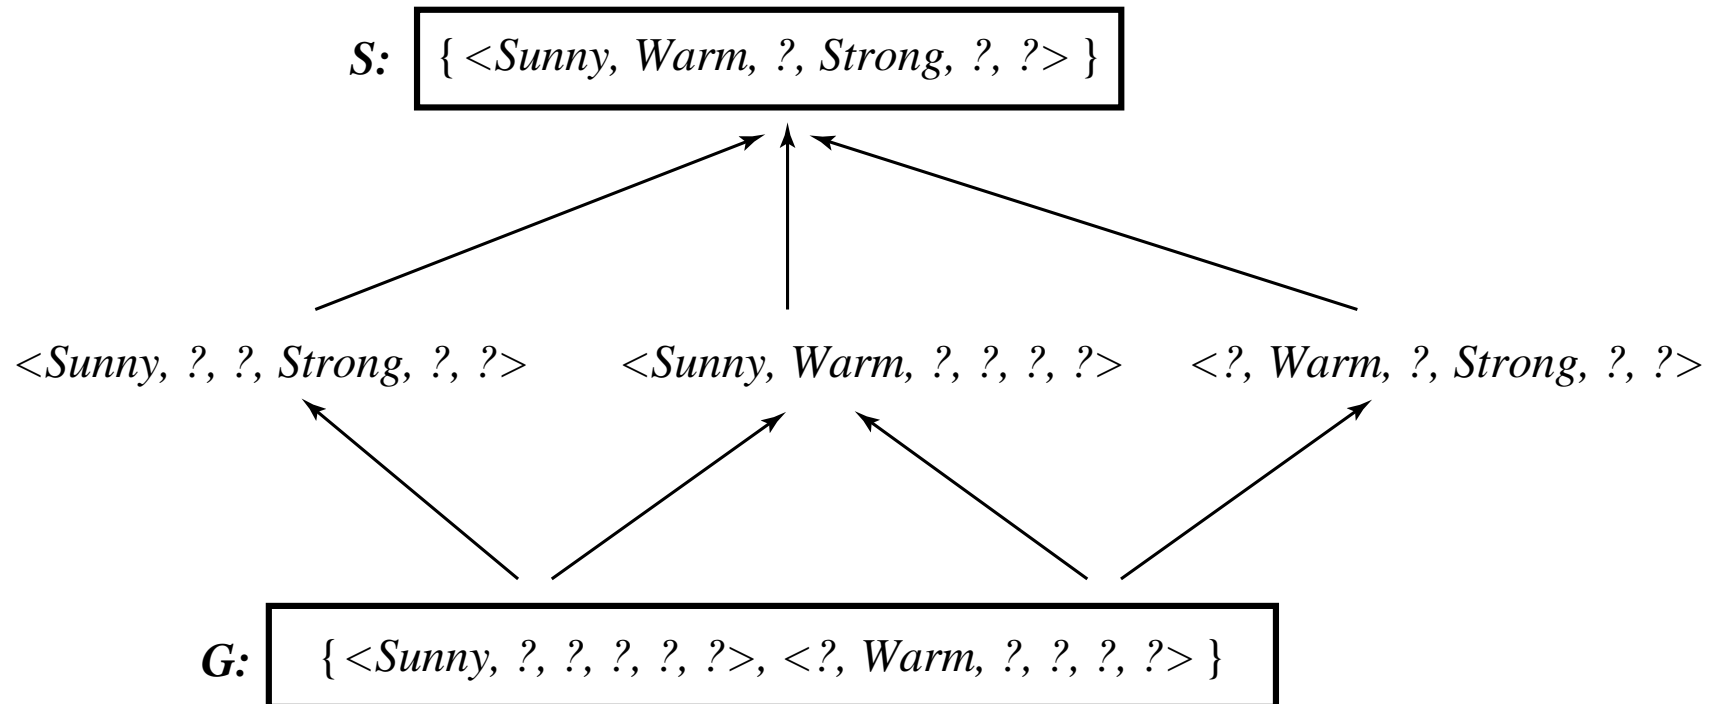 S: { <Sunny, Warm, ?, Strong, ?, ?> }
<Sunny, ?, ?, Strong, ?, ?> <Sunny, Warm, ?, ?, ?, ?> <?, Warm, ?, Strong, ?, ?>
G: { <Sunny, ?, ?, ?, ?, ?>, <?, Warm, ?, ?, ?, ?> }